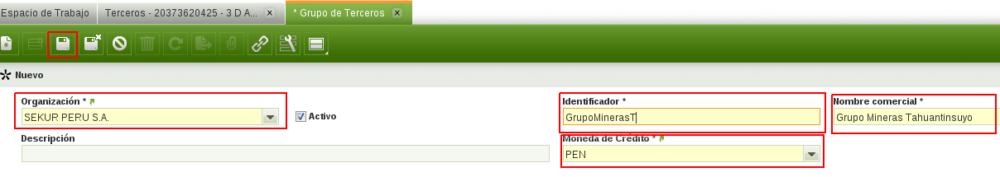 Espacio de Trabajo Terceros - 20373620425 - 3 D A... * Grupo de Terceros
Nuevo
Organización * Identificador * Nombre comercial *
SEKUR PERU S.A. Activo GrupoMinerasT Grupo Mineras Tahuantinsuyo
Descripción Moneda de Crédito *
PEN